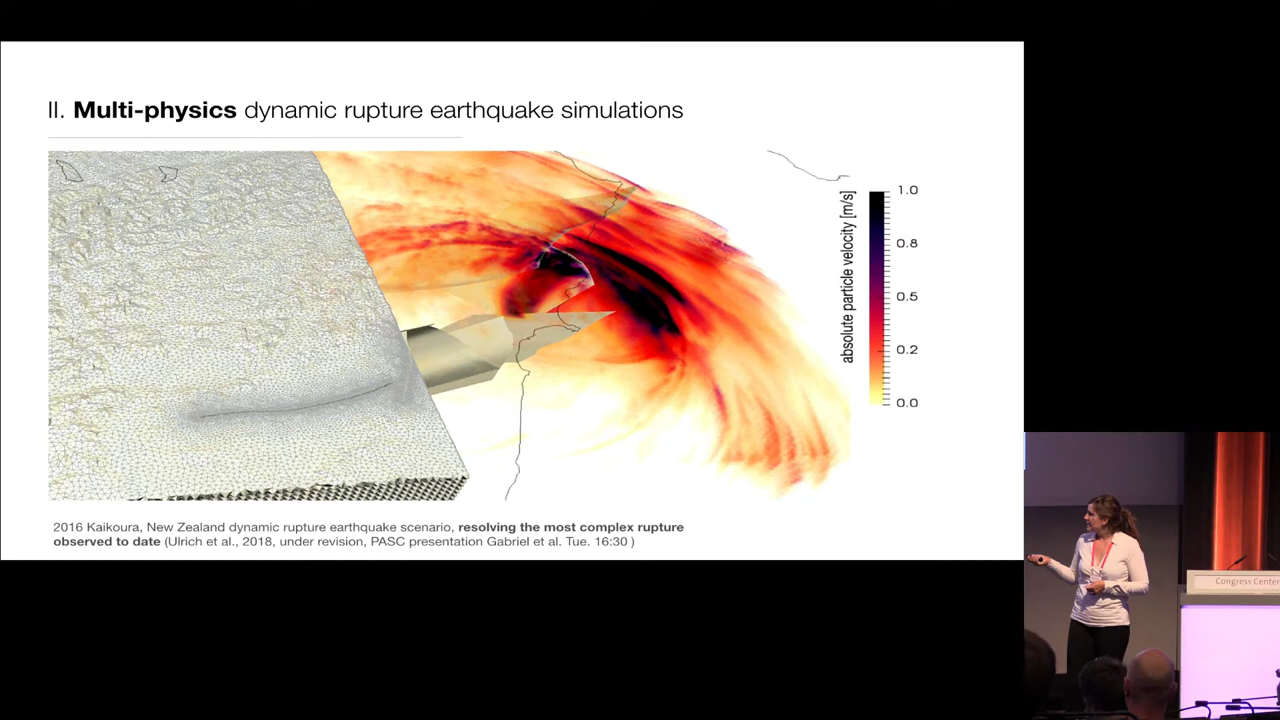 II. Multi-physics dynamic rupture earthquake simulations
absolute particle velocity [m/s]
1.0
0.8
0.5
0.2
0.0
2016 Kaikoura, New Zealand dynamic rupture earthquake scenario, resolving the most complex rupture
observed to date (Ulrich et al., 2018, under revision, PASC presentation Gabriel et al. Tue. 16:30 )
Congress Center